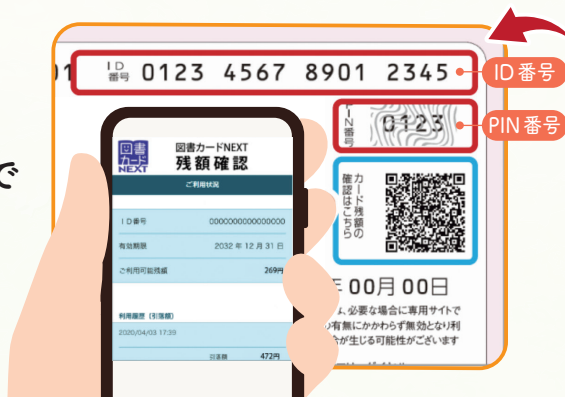 ID番号 0123 4567 8901 2345
ID番号
PIN番号
0123
PIN番号
で
カード残額の
確認はこちら
図書
カード
NEXT
図書カードNEXT
残額確認
ご利用状況
ID番号 0000000000000000
有効期限 2032年12月31日
ご利用可能残額 269円
利用履歴（引落額）
2020/04/03 17:39
引落額 472円
年00月00日
必要な場合に専用サイトで
有無にかかわらず無効となり利
が生じる可能性がございます